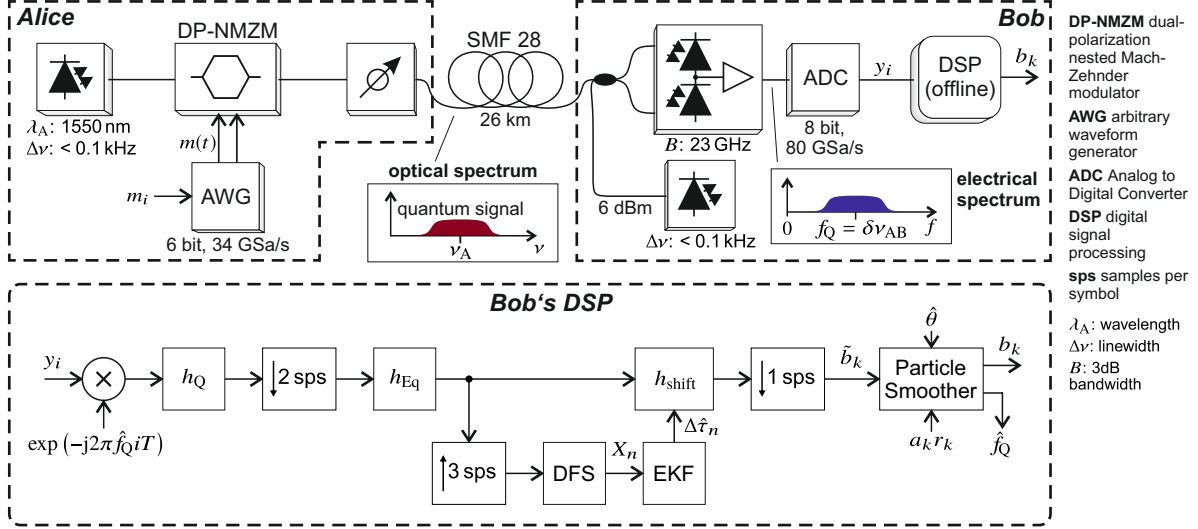 Alice
DP-NMZM
λA: 1550 nm
Δν: < 0.1 kHz
m(t)
mi
AWG
6 bit, 34 GSa/s
SMF 28
26 km
optical spectrum
quantum signal
νA
ν
Bob
B: 23 GHz
ADC
8 bit,
80 GSa/s
yi
DSP
(offline)
bk
6 dBm
Δν: < 0.1 kHz
electrical
spectrum
0
fQ = δνAB
f
DP-NMZM dual-
polarization
nested Mach-
Zehnder
modulator
AWG arbitrary
waveform
generator
ADC Analog to
Digital Converter
DSP digital
signal
processing
sps samples per
symbol
λA: wavelength
Δν: linewidth
B: 3dB
bandwidth
Bob‘s DSP
yi
×
exp (−j2πf̂QiT)
hQ
↓2 sps
hEq
↑3 sps
DFS
Xn
EKF
Δτ̂n
hshift
↓1 sps
b̃k
θ̂
Particle
Smoother
akrk
bk
f̂Q